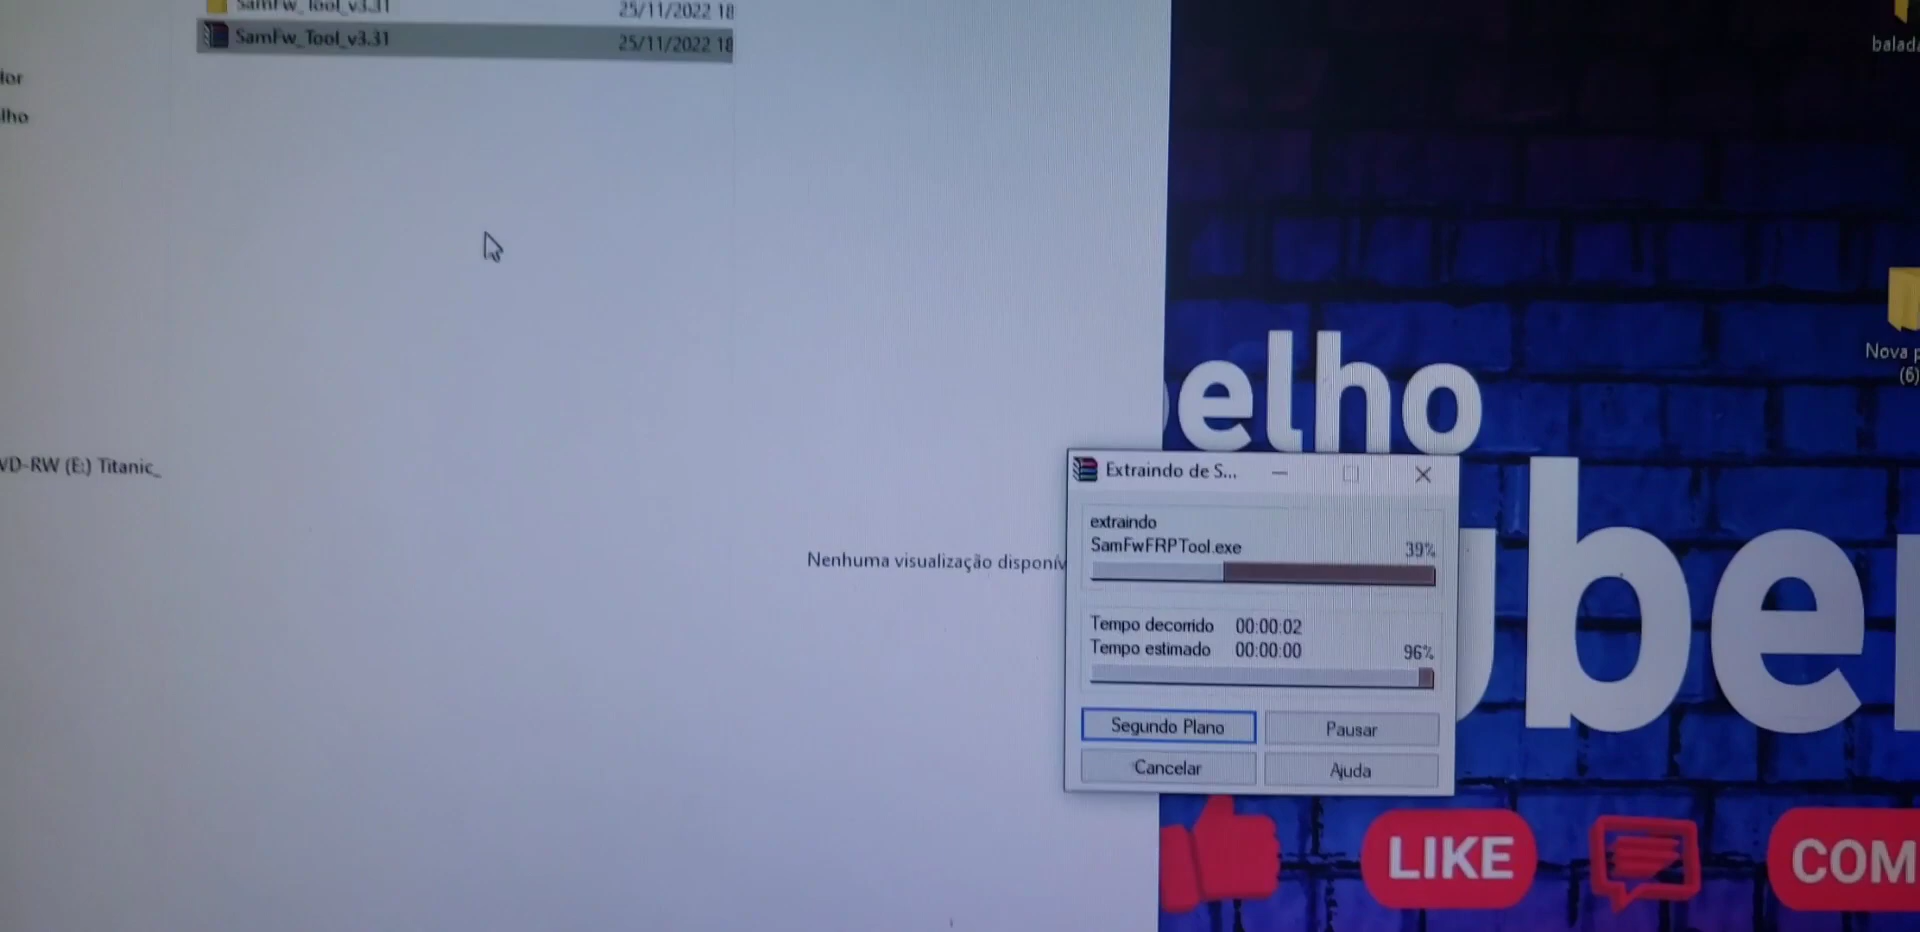 SamFw_Tool_v3.31 25/11/2022 18
SamFw_Tool_v3.31 25/11/2022 18
lho
VD-RW (E:) Titanic_
Nenhuma visualização disponív
elho
be
Extraindo de S...
extraindo
SamFwFRPTool.exe 39%
Tempo decorrido 00:00:02
Tempo estimado 00:00:00 96%
Segundo Plano
Pausar
Cancelar
Ajuda
balada
Nova p
(6)
LIKE
COM